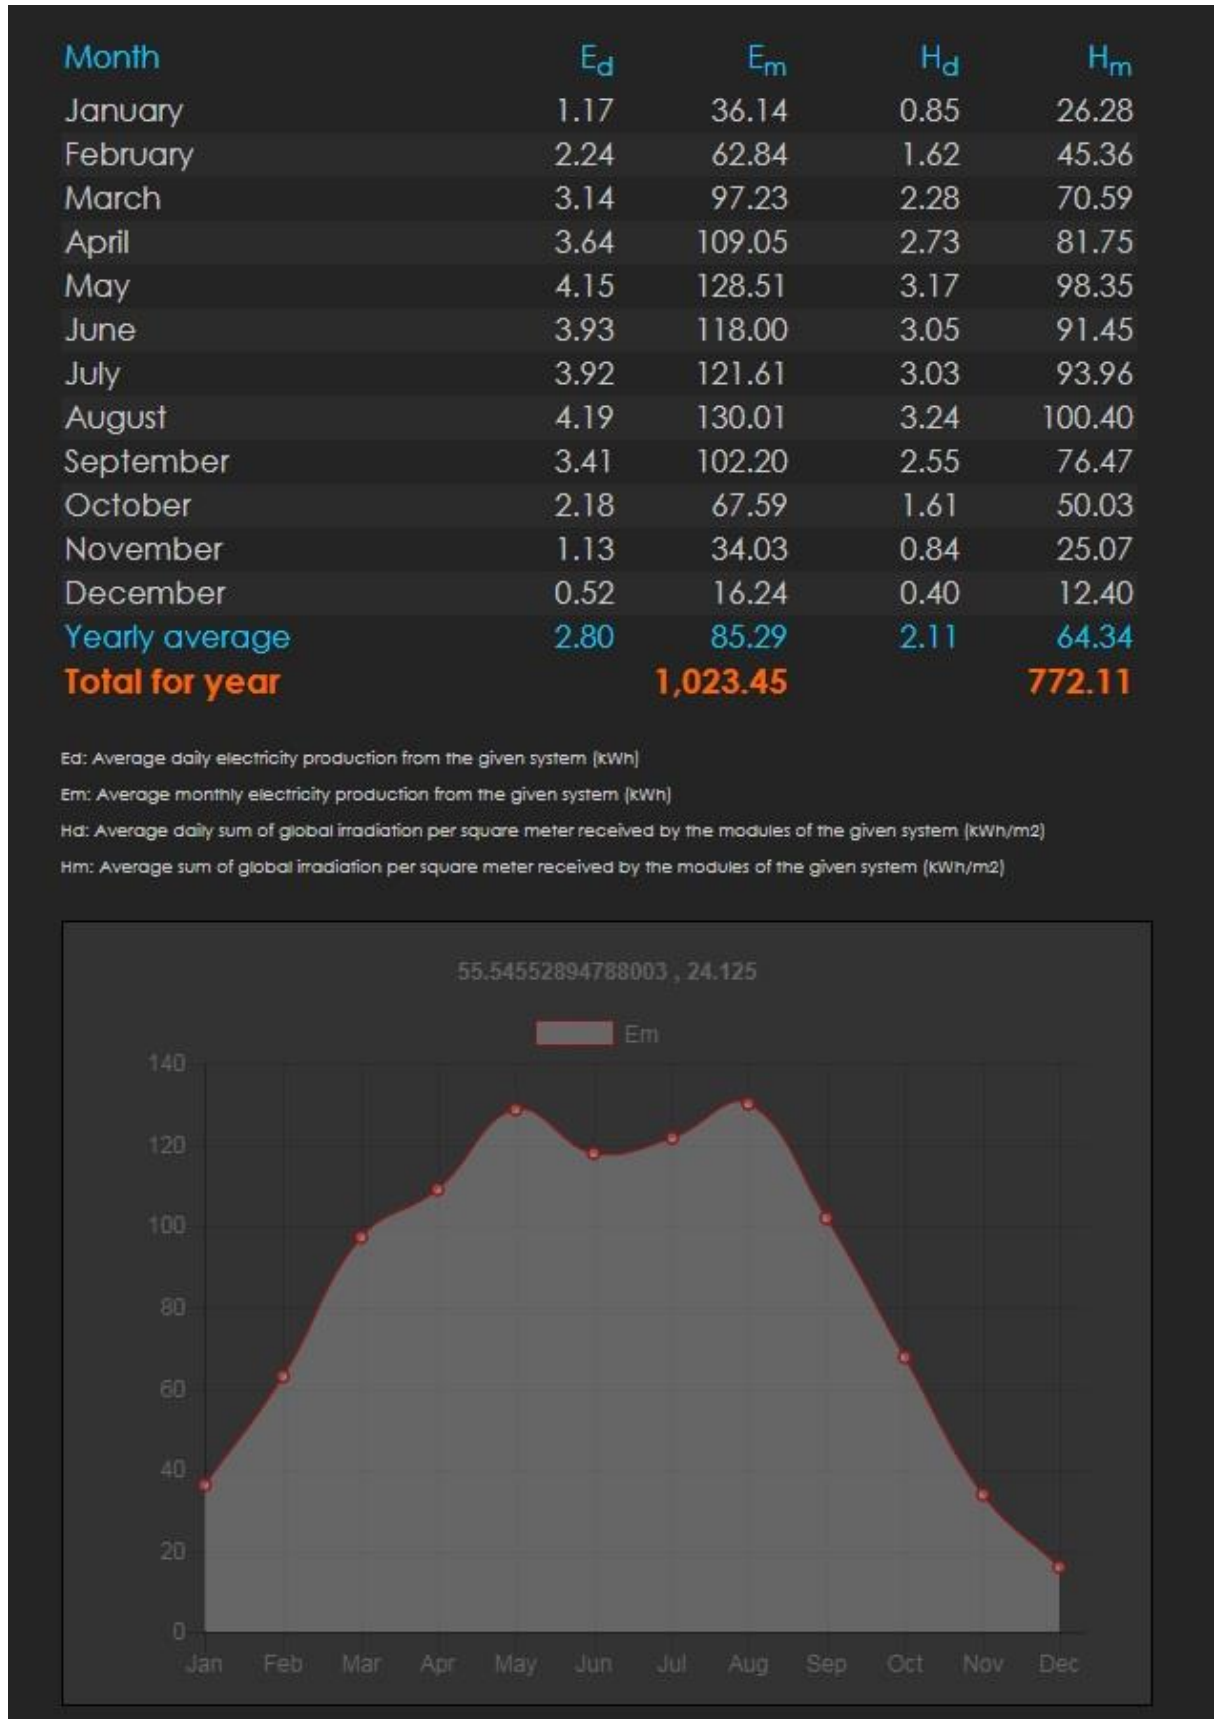 Month Ed Em Hd Hm
January 1.17 36.14 0.85 26.28
February 2.24 62.84 1.62 45.36
March 3.14 97.23 2.28 70.59
April 3.64 109.05 2.73 81.75
May 4.15 128.51 3.17 98.35
June 3.93 118.00 3.05 91.45
July 3.92 121.61 3.03 93.96
August 4.19 130.01 3.24 100.40
September 3.41 102.20 2.55 76.47
October 2.18 67.59 1.61 50.03
November 1.13 34.03 0.84 25.07
December 0.52 16.24 0.40 12.40
Yearly average 2.80 85.29 2.11 64.34
Total for year 1,023.45 772.11
Ed: Average daily electricity production from the given system (kWh)
Em: Average monthly electricity production from the given system (kWh)
Hd: Average daily sum of global irradiation per square meter received by the modules of the given system (kWh/m2)
Hm: Average sum of global irradiation per square meter received by the modules of the given system (kWh/m2)
55.54552894788003 , 24.125
Em
140
120
100
80
60
40
20
0
Jan Feb Mar Apr May Jun Jul Aug Sep Oct Nov Dec